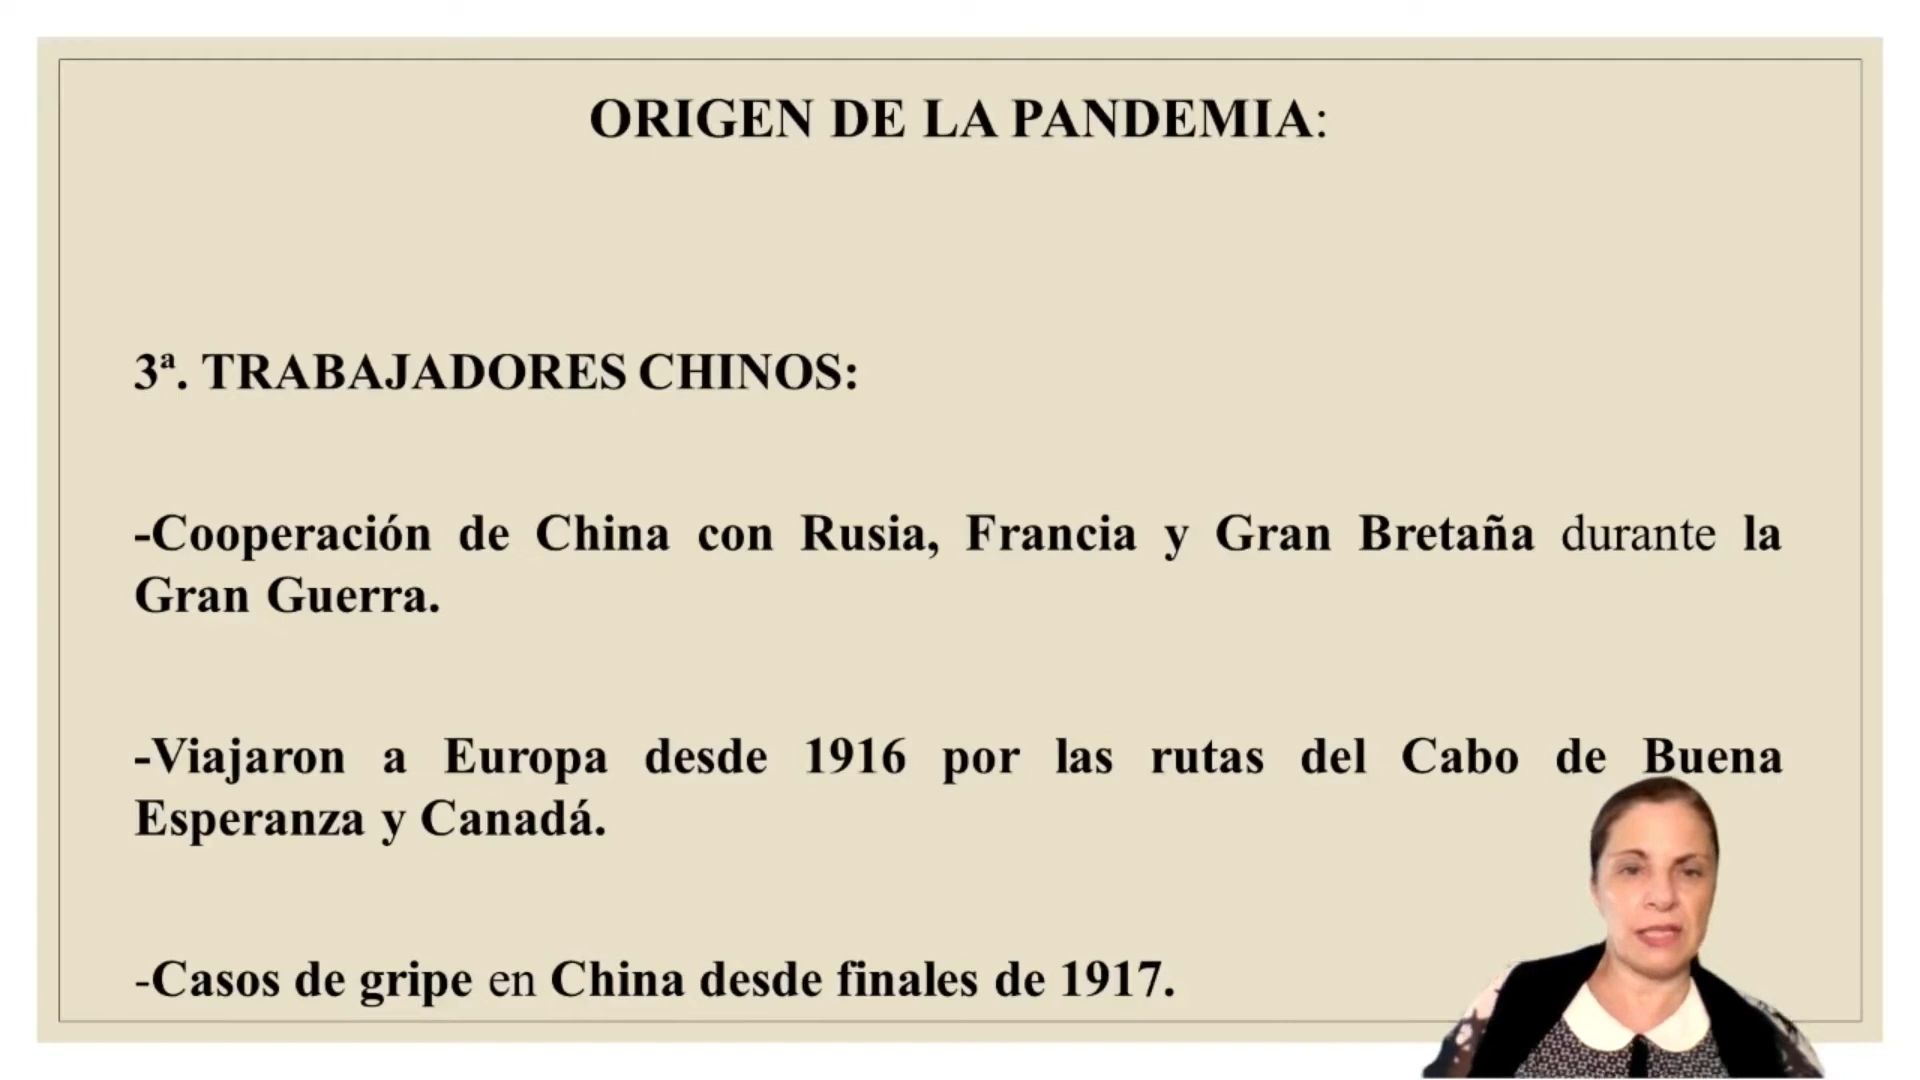 ORIGEN DE LA PANDEMIA:
3ª. TRABAJADORES CHINOS:
-Cooperación de China con Rusia, Francia y Gran Bretaña durante la
Gran Guerra.
-Viajaron a Europa desde 1916 por las rutas del Cabo de Buena
Esperanza y Canadá.
-Casos de gripe en China desde finales de 1917.